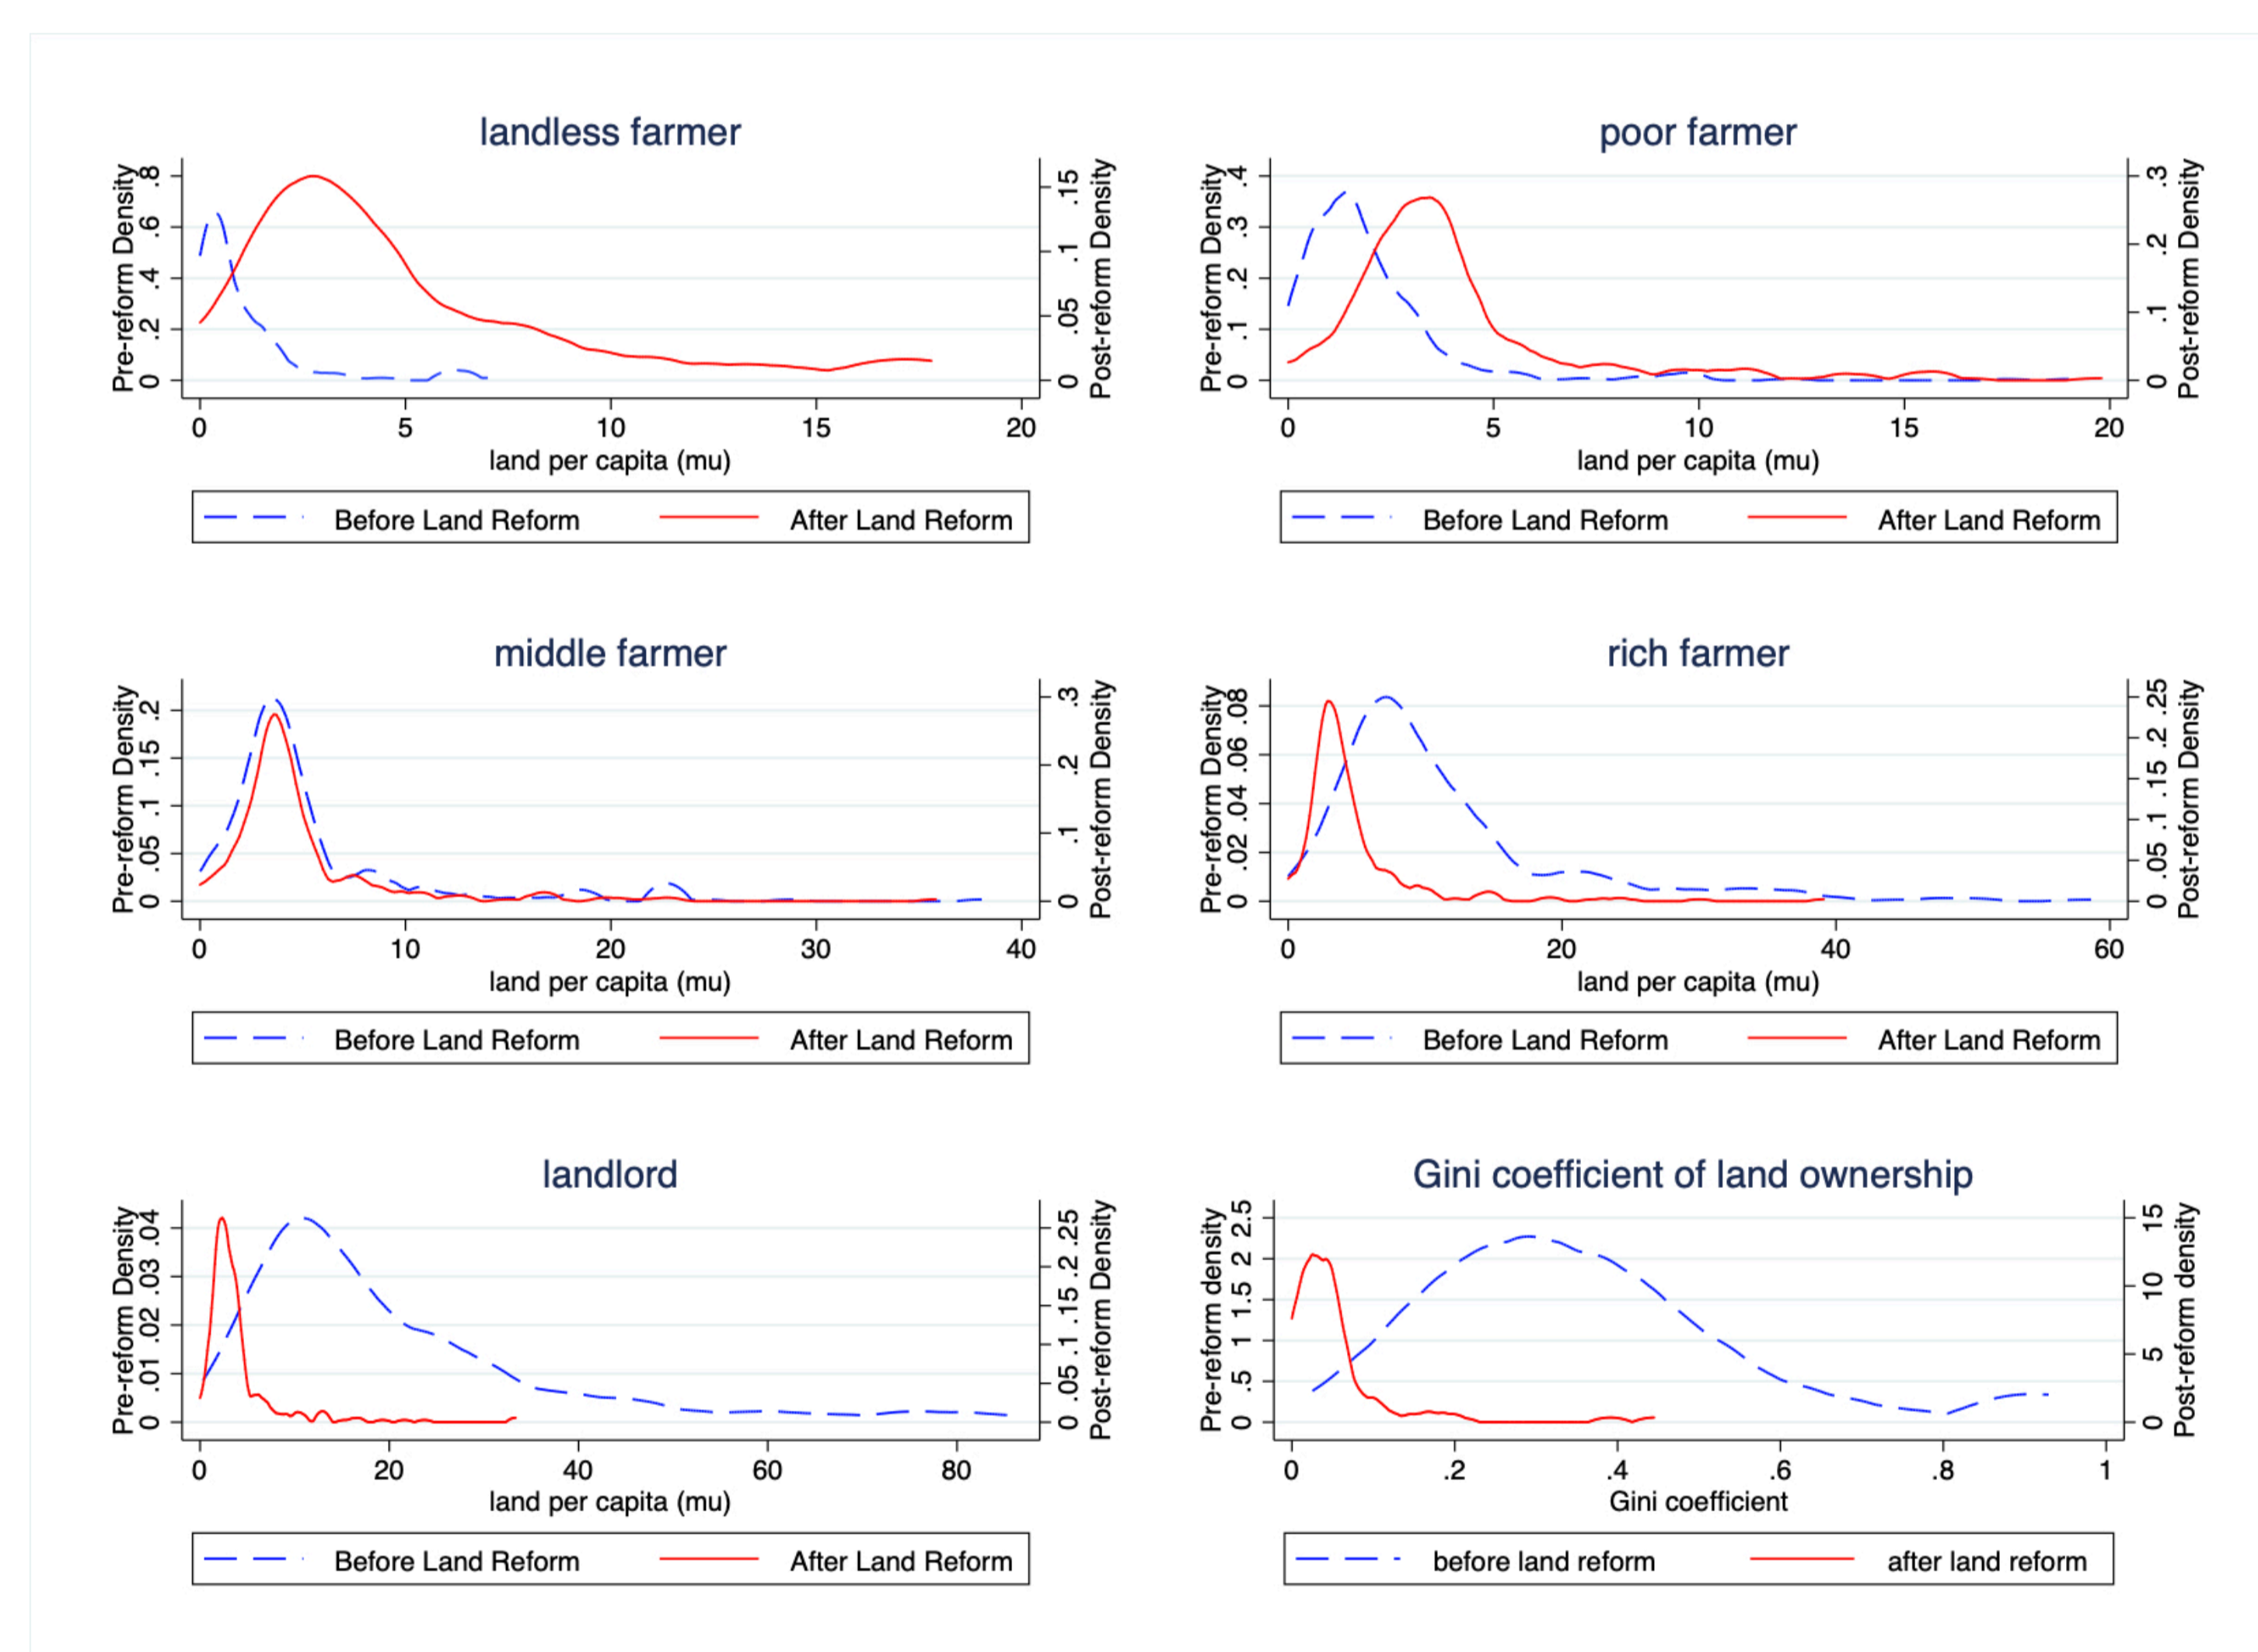 landless farmer
Pre-reform Density
0 .2 .4 .6 .8
Post-reform Density
0 .05 .1 .15
0 5 10 15 20
land per capita (mu)
Before Land Reform After Land Reform
poor farmer
Pre-reform Density
0 .1 .2 .3 .4
Post-reform Density
0 .1 .2 .3
0 5 10 15 20
land per capita (mu)
Before Land Reform After Land Reform
middle farmer
Pre-reform Density
0 .05 .1 .15 .2
Post-reform Density
0 .1 .2 .3
0 10 20 30 40
land per capita (mu)
Before Land Reform After Land Reform
rich farmer
Pre-reform Density
0 .02 .04 .06 .08
Post-reform Density
0 .05 .1 .15 .2 .25
0 20 40 60
land per capita (mu)
Before Land Reform After Land Reform
landlord
Pre-reform Density
0 .01 .02 .03 .04
Post-reform Density
0 .05 .1 .15 .2 .25
0 20 40 60 80
land per capita (mu)
Before Land Reform After Land Reform
Gini coefficient of land ownership
Pre-reform density
0 .5 1 1.5 2 2.5
Post-reform density
0 5 10 15
0 .2 .4 .6 .8 1
Gini coefficient
before land reform after land reform